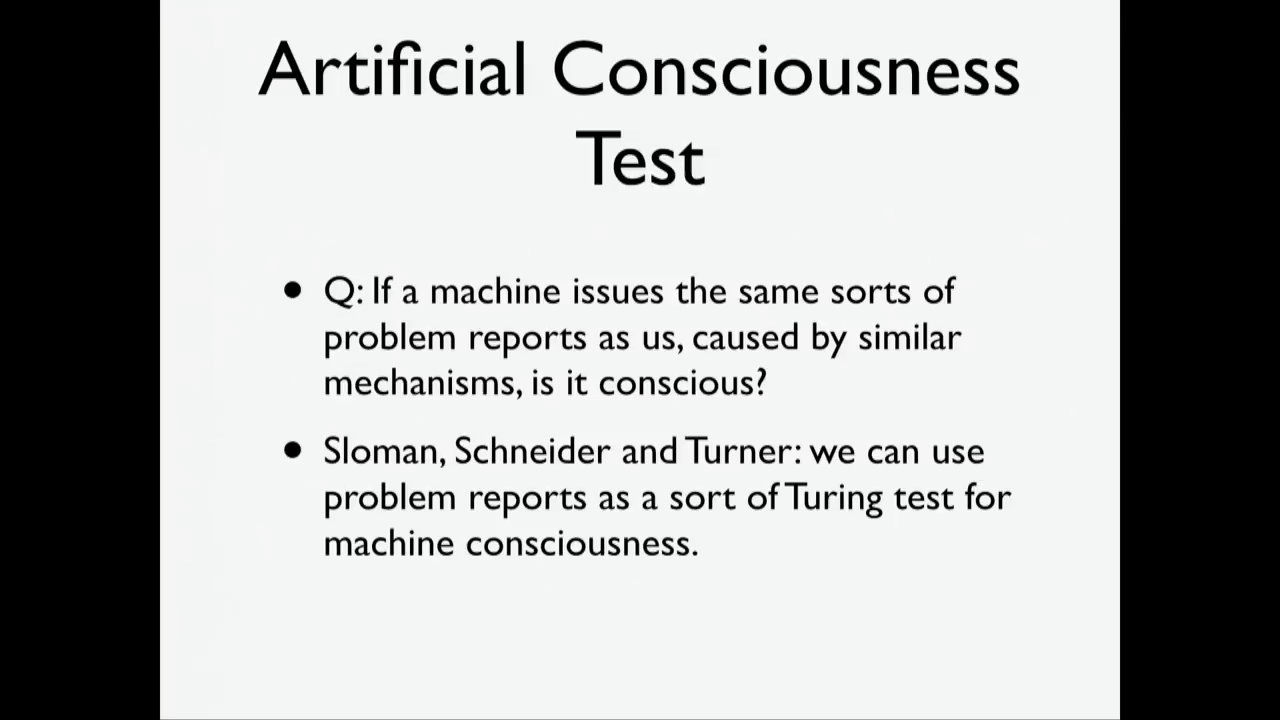 Artificial Consciousness
Test
• Q: If a machine issues the same sorts of
problem reports as us, caused by similar
mechanisms, is it conscious?
• Sloman, Schneider and Turner: we can use
problem reports as a sort of Turing test for
machine consciousness.